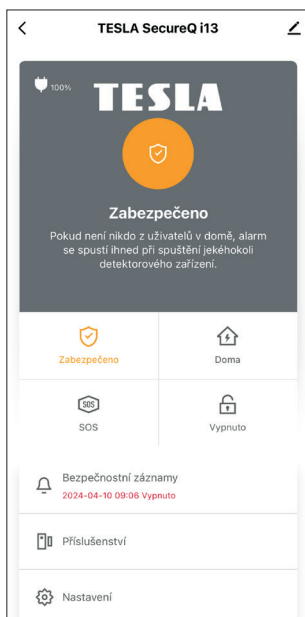 TESLA SecureQ i13
100%
TESLA
Zabezpečeno
Pokud není nikdo z uživatelů v domě, alarm
se spustí ihned při spuštění jekéhokoli
detektorového zařízení.
Zabezpečeno
Doma
SOS
SOS
Vypnuto
Bezpečnostní záznamy
2024-04-10 09:06 Vypnuto
Příslušenství
Nastavení